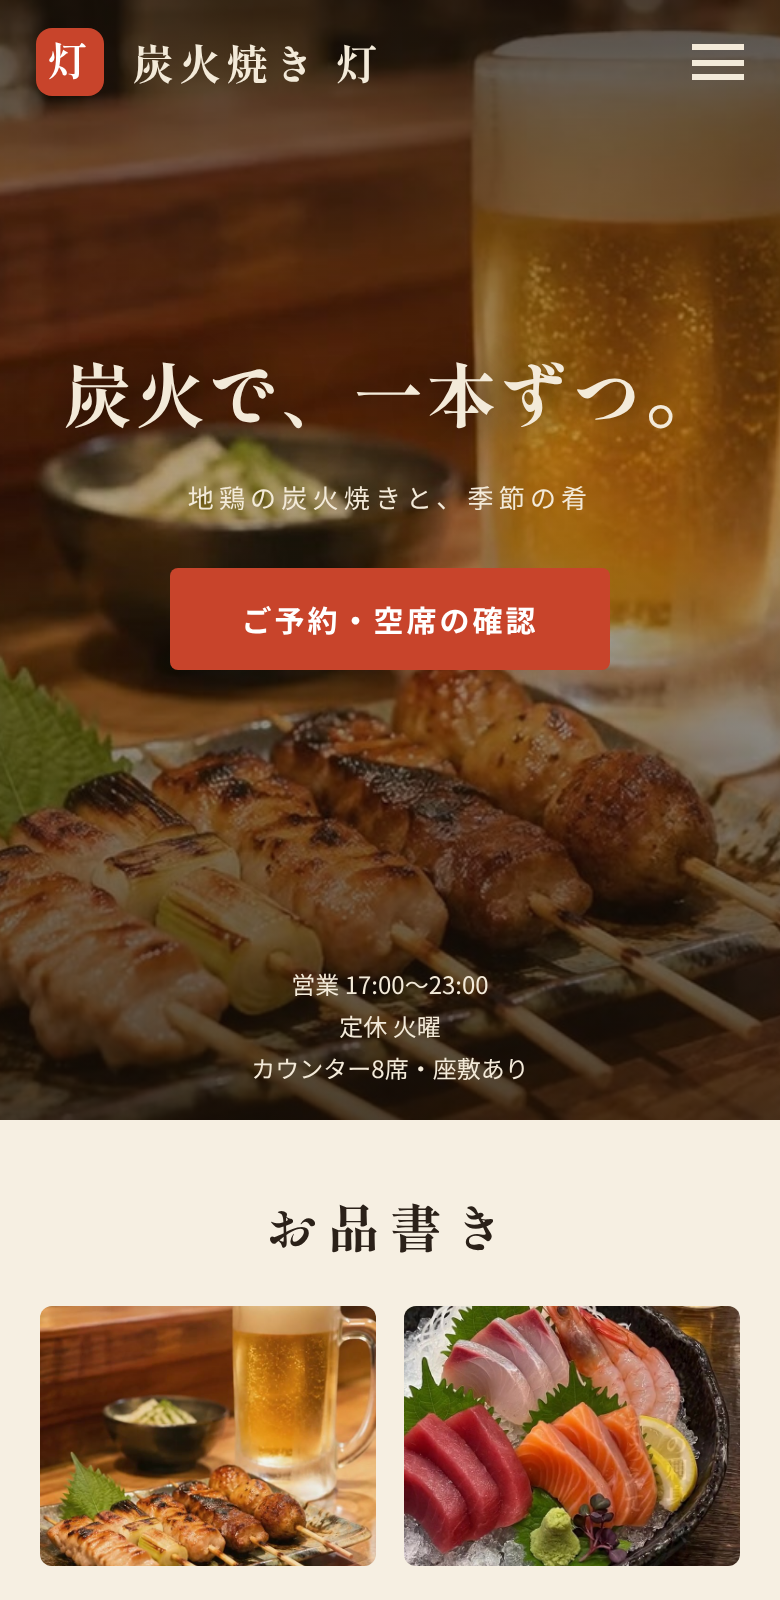 灯 炭火焼き 灯
炭火で、一本ずつ。
地鶏の炭火焼きと、季節の肴
ご予約・空席の確認
営業 17:00〜23:00
定休 火曜
カウンター8席・座敷あり
お品書き